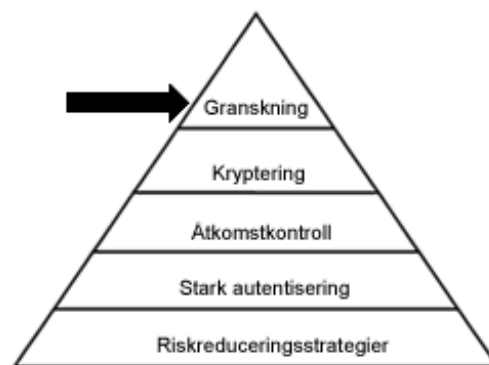 Granskning
Kryptering
Åtkomstkontroll
Stark autentisering
Riskreduceringsstrategier